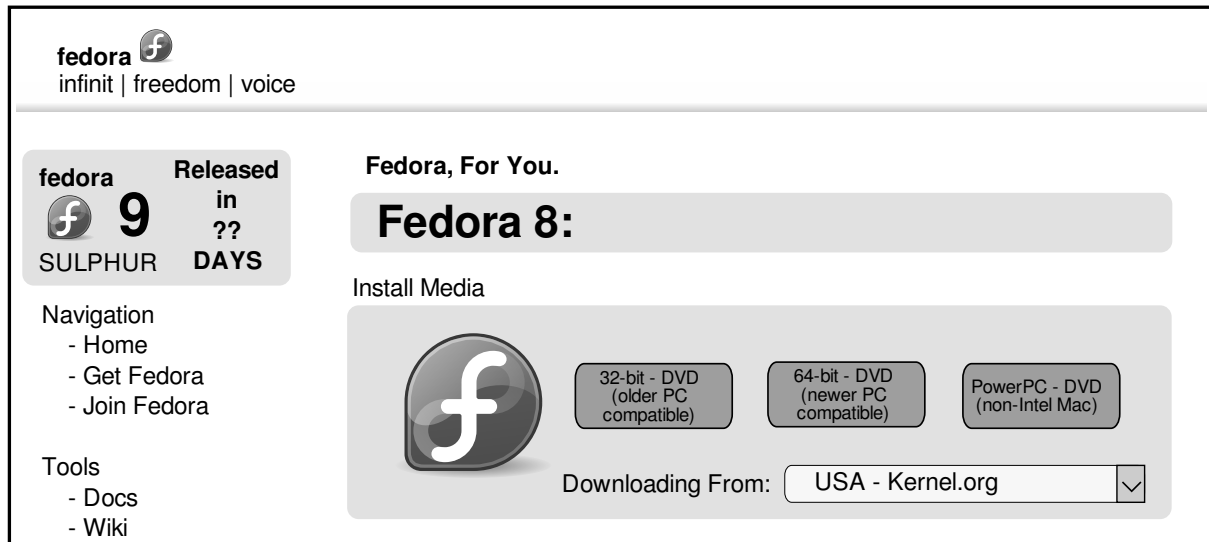 fedora
infinit | freedom | voice
fedora
9
SULPHUR
Released
in
??
DAYS
Navigation
- Home
- Get Fedora
- Join Fedora
Tools
- Docs
- Wiki
Fedora, For You.
Fedora 8:
Install Media
32-bit - DVD
(older PC
compatible)
64-bit - DVD
(newer PC
compatible)
PowerPC - DVD
(non-Intel Mac)
Downloading From:
USA - Kernel.org